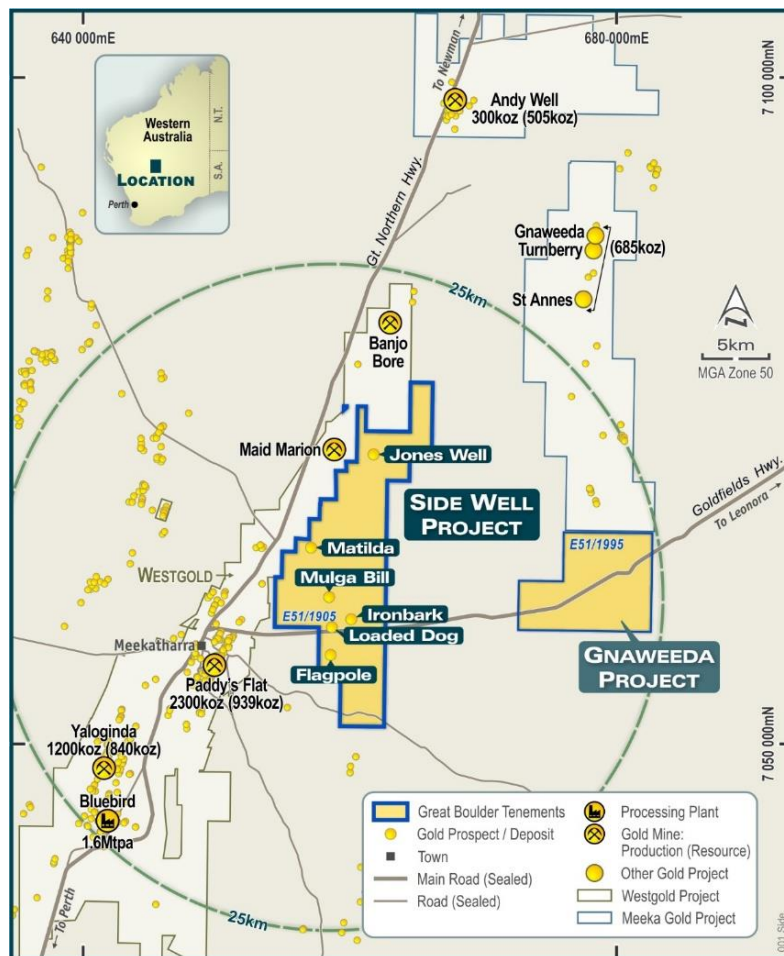 640 000mE
680 000mE
7 100 000mN
To Newman
Western
Australia
N.T.
S.A.
LOCATION
Perth
Andy Well
300koz (505koz)
Gt. Northern Hwy.
Gnaweeda
Turnberry
(685koz)
St Annes
25km
Banjo
Bore
5km
MGA Zone 50
Maid Marion
Jones Well
Goldfields Hwy.
To Leonora
SIDE WELL
PROJECT
Matilda
E51/1995
WESTGOLD
Mulga Bill
E51/1905
Ironbark
Loaded Dog
Meekatharra
Flagpole
GNAWEEDA
PROJECT
Paddy's Flat
2300koz (939koz)
Yaloginda
1200koz (840koz)
7 050 000mN
Bluebird
1.6Mtpa
25km
To Perth
Great Boulder Tenements
Gold Prospect / Deposit
Town
Main Road (Sealed)
Road (Sealed)
Processing Plant
Gold Mine:
Production (Resource)
Other Gold Project
Westgold Project
Meeka Gold Project
001 Side